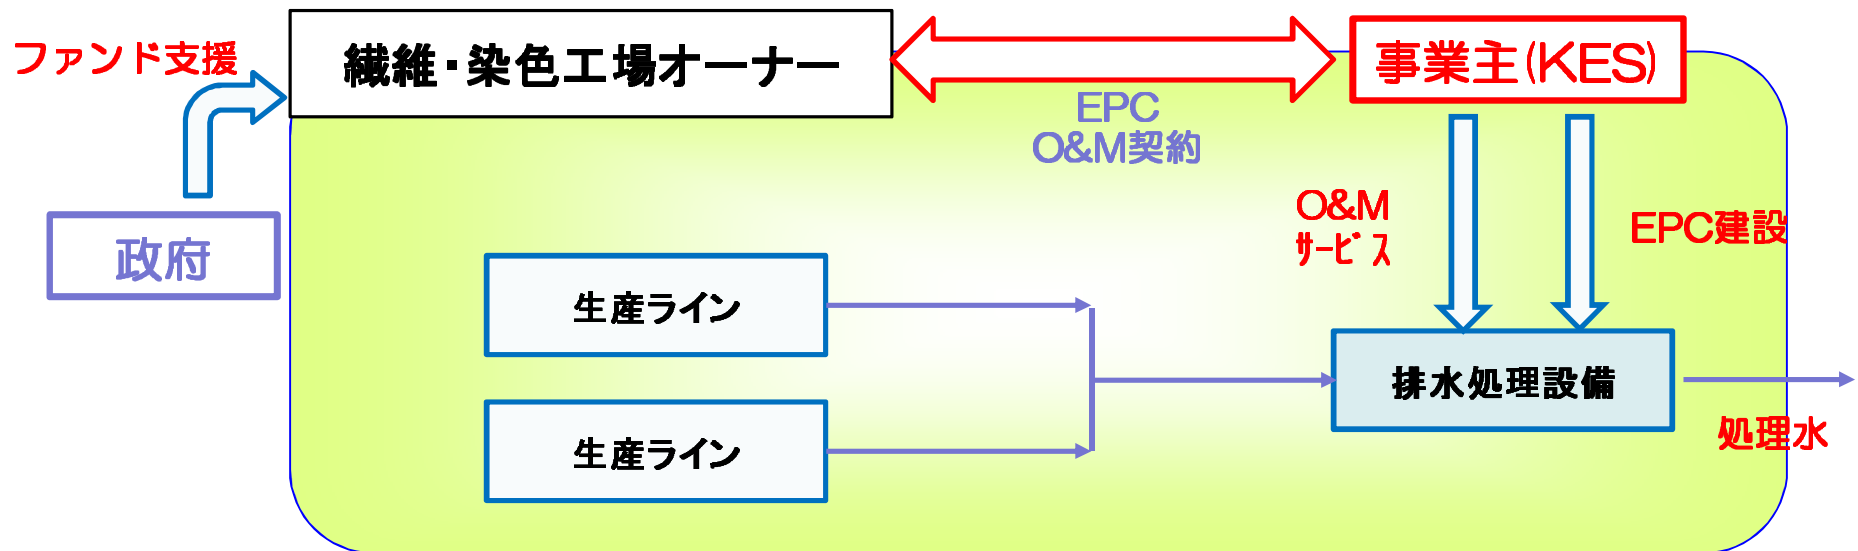 ファンド支援
繊維・染色工場オーナー
事業主(KES)
EPC
O&M契約
政府
O&M
ｻｰﾋﾞｽ
EPC建設
生産ライン
排水処理設備
生産ライン
処理水